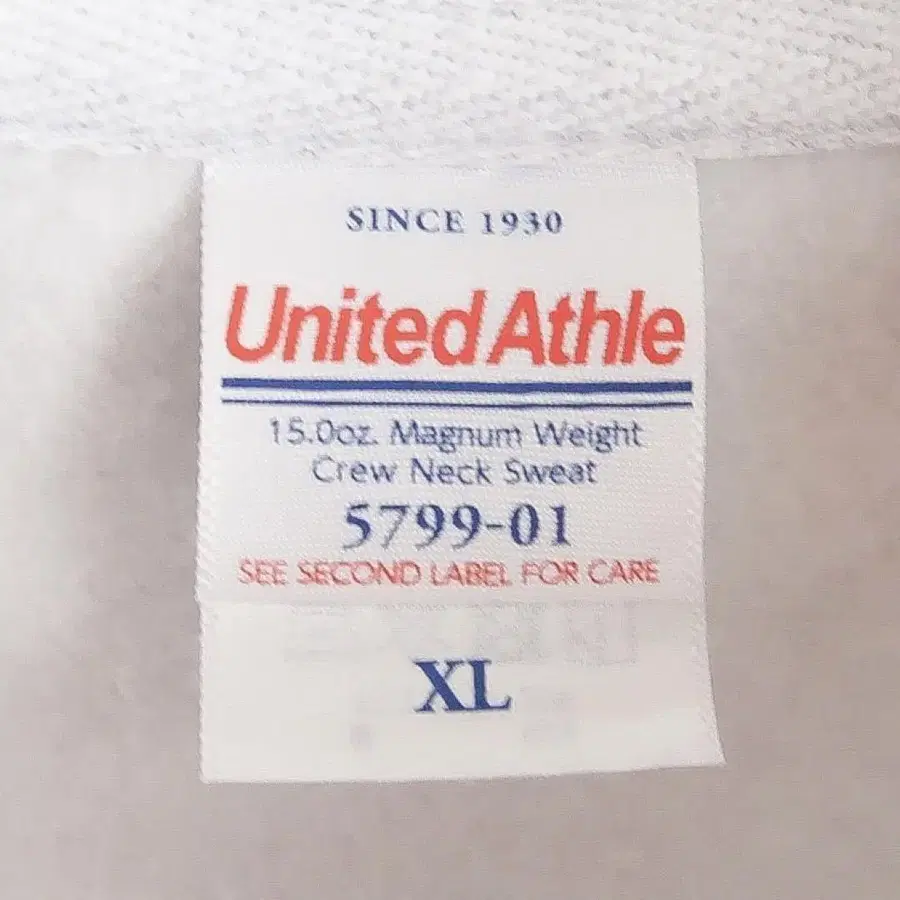 SINCE 1930
United Athle
15.0oz. Magnum Weight
Crew Neck Sweat
5799-01
SEE SECOND LABEL FOR CARE
XL